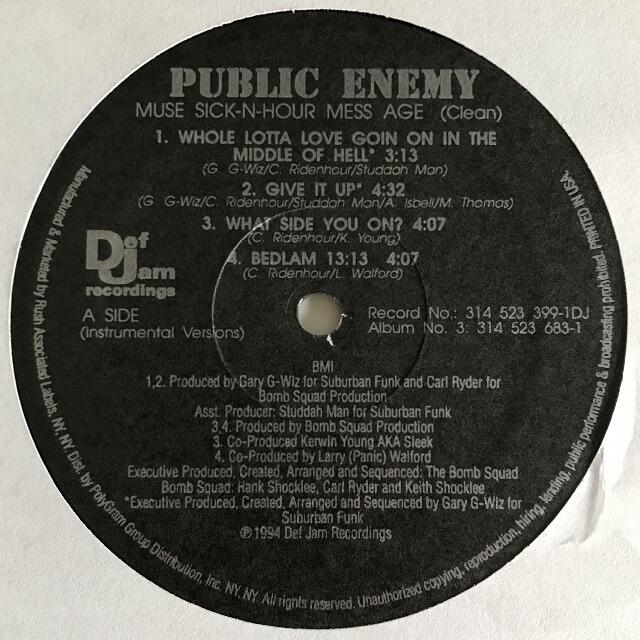 PUBLIC ENEMY
MUSE SICK-N-HOUR MESS AGE (Clean)
1. WHOLE LOTTA LOVE GOIN ON IN THE
MIDDLE OF HELL* 3:13
(G. G-Wiz/C. Ridenhour/Studdah Man)
2. GIVE IT UP* 4:32
(G. G-Wiz/C. Ridenhour/Studdah Man/A. Isbell/M. Thomas)
3. WHAT SIDE YOU ON? 4:07
(C. Ridenhour/K. Young)
4. BEDLAM 13:13 4:07
(C. Ridenhour/L. Walford)
Def
Jam
recordings
A SIDE
(Instrumental Versions)
Record No.: 314 523 399-1DJ
Album No. 3: 314 523 683-1
BMI
1,2. Produced by Gary G-Wiz for Suburban Funk and Carl Ryder for
Bomb Squad Production
Asst. Producer: Studdah Man for Suburban Funk
3,4. Produced by Bomb Squad Production
3. Co-Produced Kerwin Young AKA Sleek
4. Co-Produced by Larry (Panic) Walford
Executive Produced, Created, Arranged and Sequenced: The Bomb Squad
Bomb Squad: Hank Shocklee, Carl Ryder and Keith Shocklee
*Executive Produced, Created, Arranged and Sequenced by Gary G-Wiz for
Suburban Funk
℗1994 Def Jam Recordings
Manufactured & Marketed by Rush Associated Labels, NY, NY. Dist. by PolyGram Group Distribution, Inc. NY, NY. All rights reserved. Unauthorized copying, reproduction, hiring, lending, public performance & broadcasting prohibited. PRINTED IN USA.